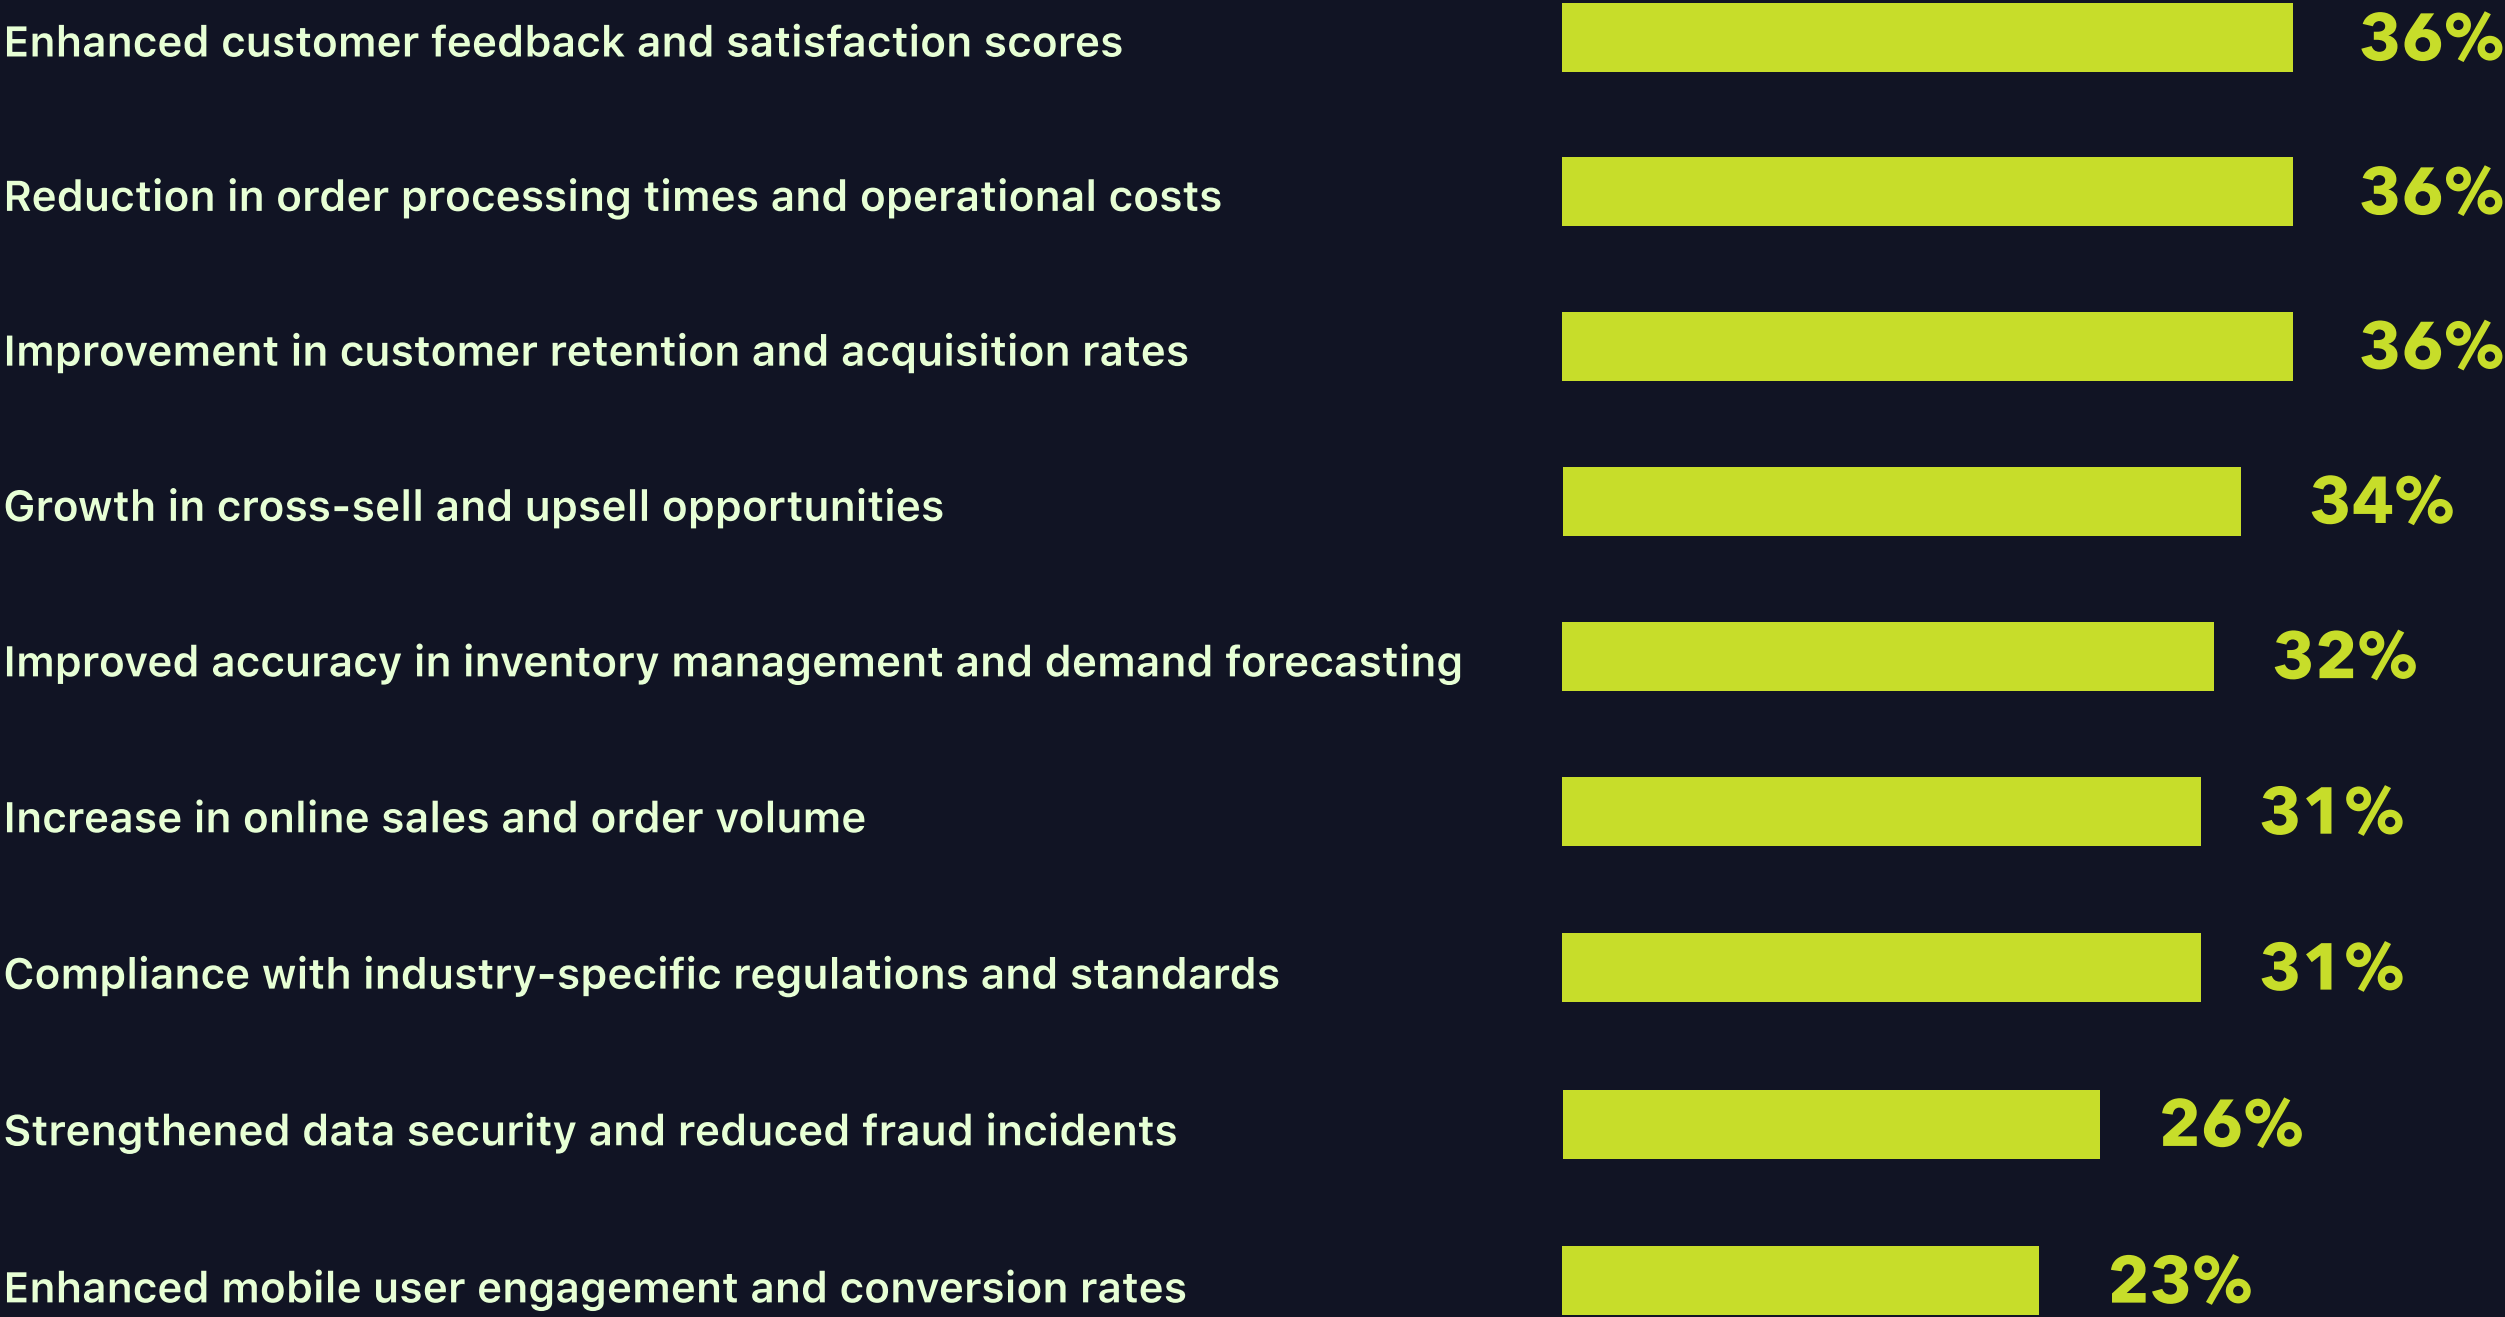 Enhanced customer feedback and satisfaction scores 36%
Reduction in order processing times and operational costs 36%
Improvement in customer retention and acquisition rates 36%
Growth in cross-sell and upsell opportunities 34%
Improved accuracy in inventory management and demand forecasting 32%
Increase in online sales and order volume 31%
Compliance with industry-specific regulations and standards 31%
Strengthened data security and reduced fraud incidents 26%
Enhanced mobile user engagement and conversion rates 23%